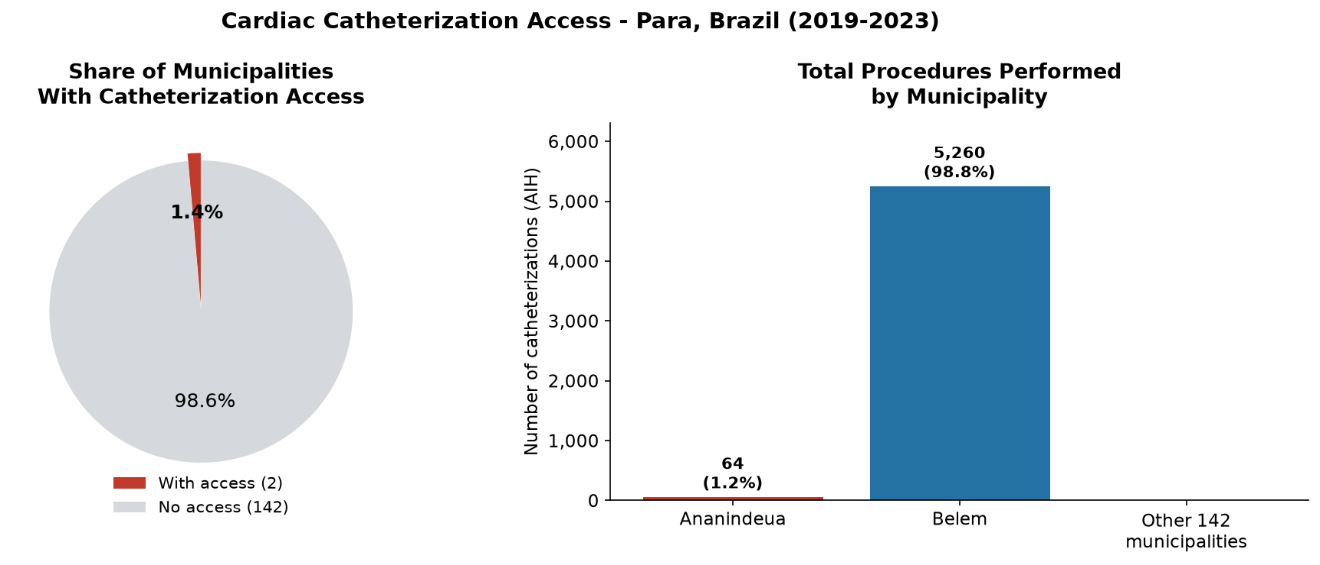 Cardiac Catheterization Access - Para, Brazil (2019-2023)
Share of Municipalities
With Catheterization Access
1.4%
98.6%
With access (2)
No access (142)
Total Procedures Performed
by Municipality
Number of catheterizations (AIH)
6,000
5,000
4,000
3,000
2,000
1,000
0
64
(1.2%)
5,260
(98.8%)
Ananindeua
Belem
Other 142
municipalities